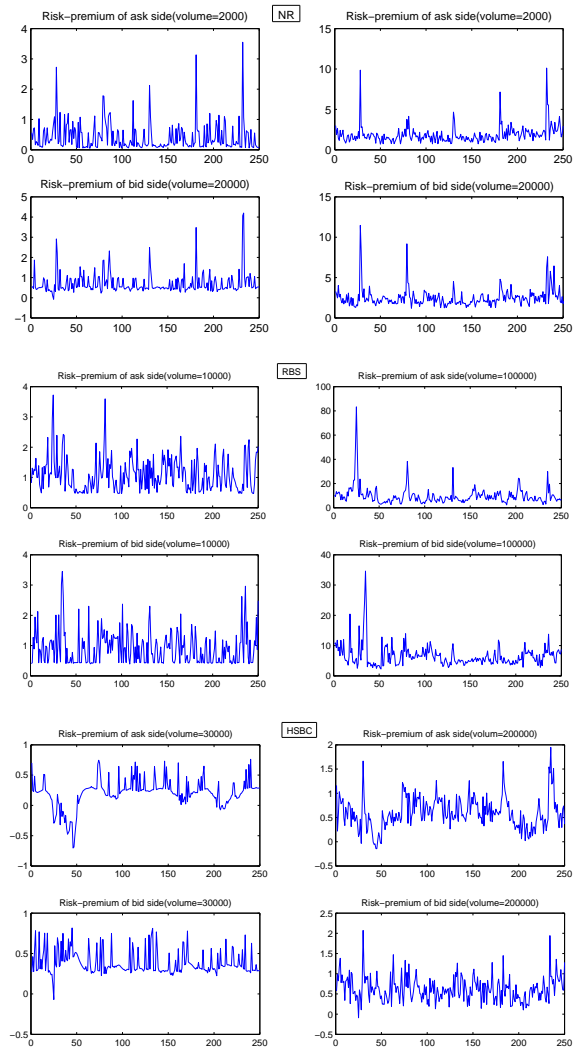 Risk−premium of ask side(volume=2000)
4
3
2
1
0
0 50 100 150 200 250
NR
Risk−premium of ask side(volume=2000)
15
10
5
0
0 50 100 150 200 250
Risk−premium of bid side(volume=20000)
5
4
3
2
1
0
−1
0 50 100 150 200 250
Risk−premium of bid side(volume=20000)
15
10
5
0
0 50 100 150 200 250
Risk−premium of ask side(volume=10000)
4
3
2
1
0
0 50 100 150 200 250
RBS
Risk−premium of ask side(volume=100000)
100
80
60
40
20
0
0 50 100 150 200 250
Risk−premium of bid side(volume=10000)
4
3
2
1
0
0 50 100 150 200 250
Risk−premium of bid side(volume=100000)
40
30
20
10
0
0 50 100 150 200 250
Risk−premium of ask side(volume=30000)
1
0.5
0
−0.5
−1
0 50 100 150 200 250
HSBC
Risk−premium of ask side(volume=200000)
2
1.5
1
0.5
0
−0.5
0 50 100 150 200 250
Risk−premium of bid side(volume=30000)
1
0.5
0
−0.5
0 50 100 150 200 250
Risk−premium of bid side(volume=200000)
2.5
2
1.5
1
0.5
0
−0.5
0 50 100 150 200 250